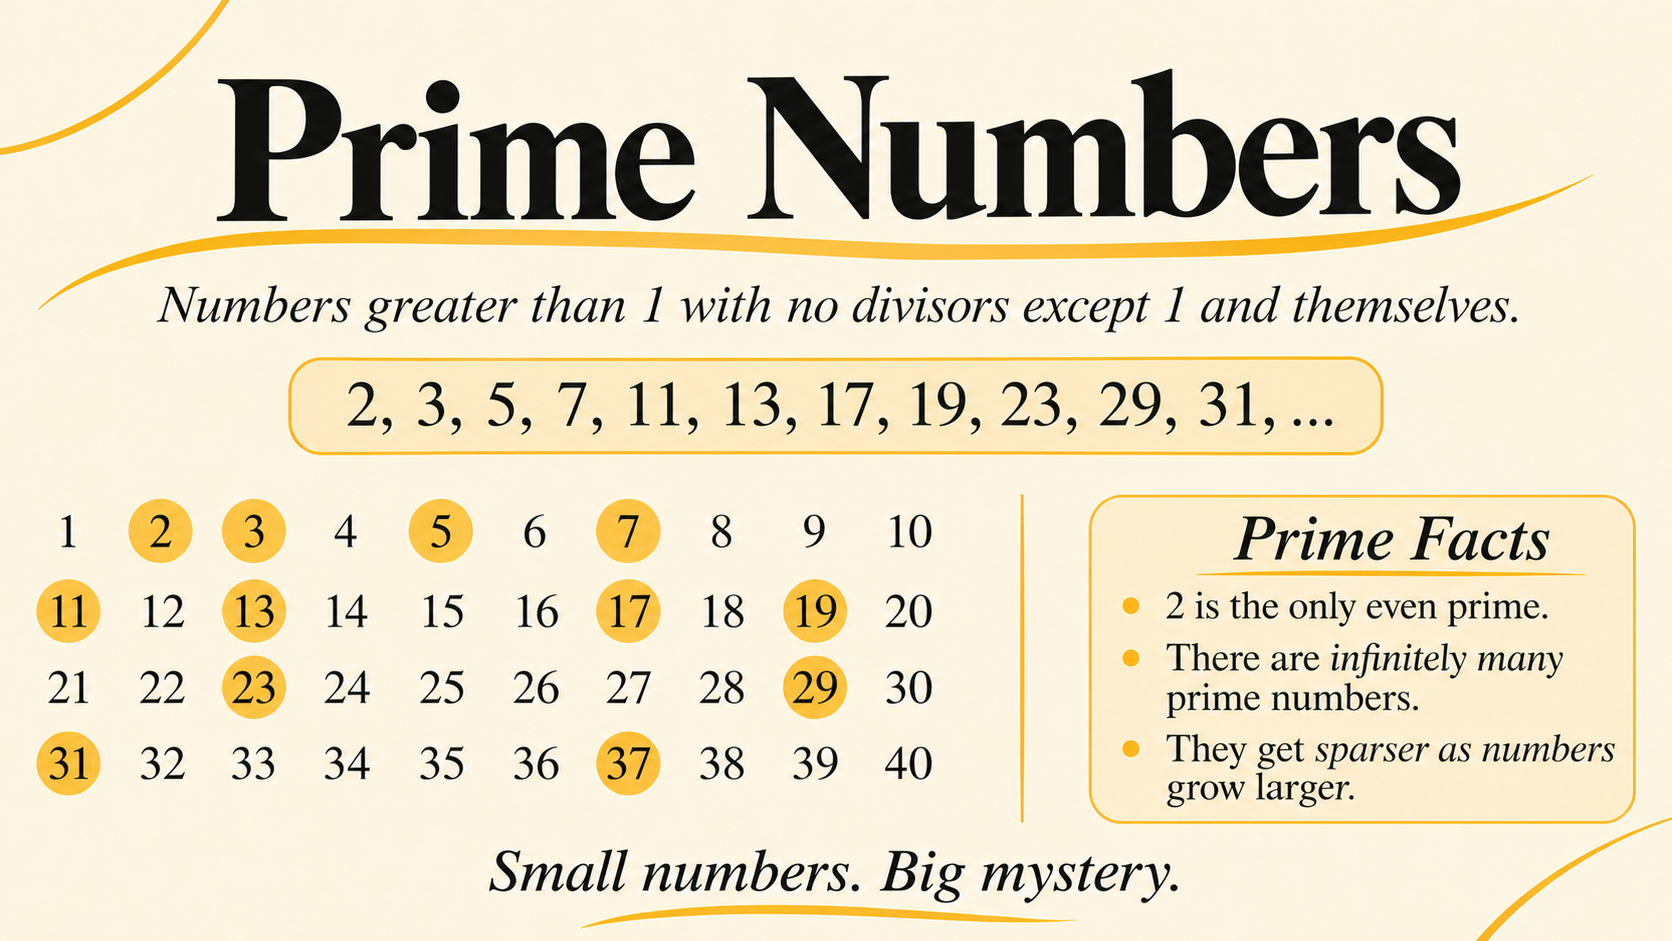 Prime Numbers
Numbers greater than 1 with no divisors except 1 and themselves.
2, 3, 5, 7, 11, 13, 17, 19, 23, 29, 31, ...
1 2 3 4 5 6 7 8 9 10
11 12 13 14 15 16 17 18 19 20
21 22 23 24 25 26 27 28 29 30
31 32 33 34 35 36 37 38 39 40
Prime Facts
2 is the only even prime.
There are infinitely many
prime numbers.
They get sparser as numbers
grow larger.
Small numbers. Big mystery.